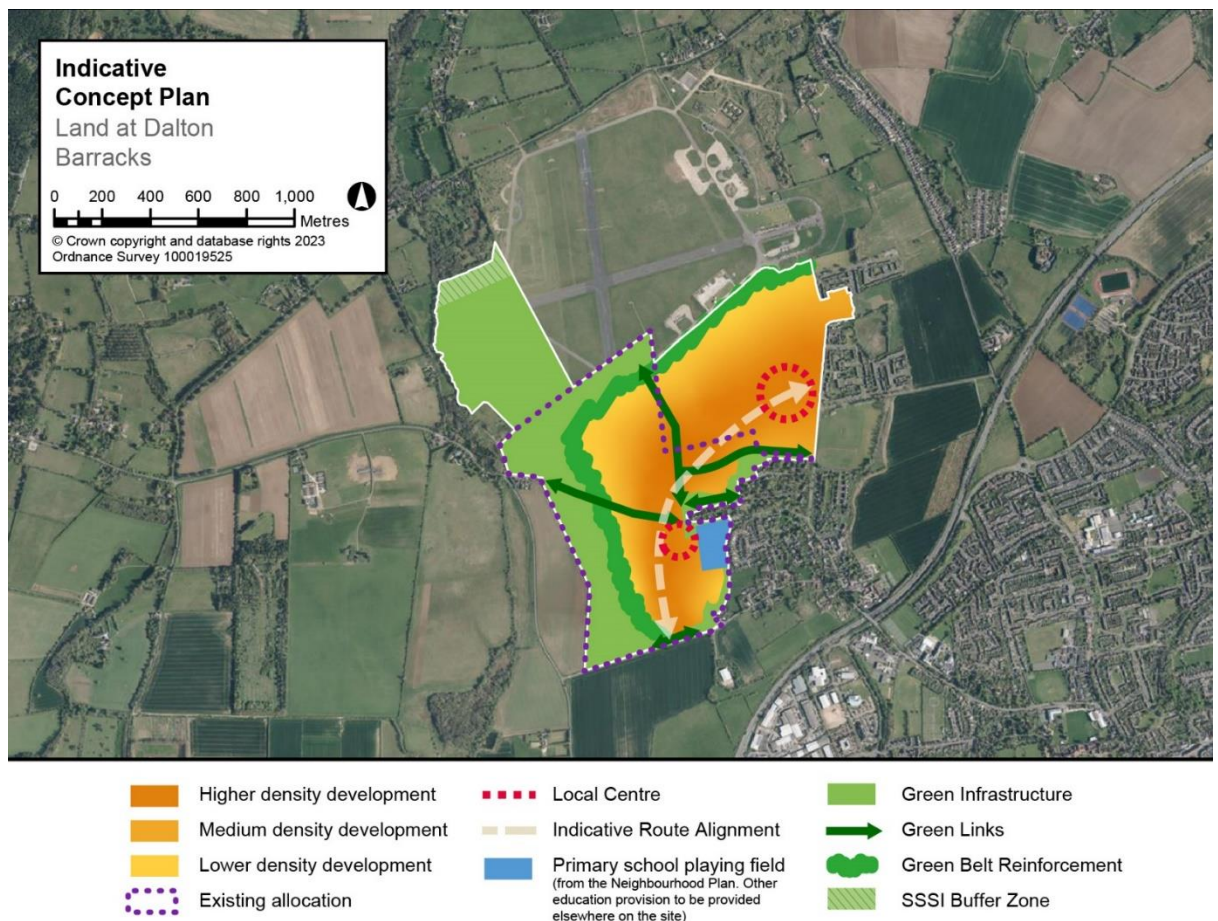 Indicative
Concept Plan
Land at Dalton
Barracks
0 200 400 600 800 1,000
Metres
© Crown copyright and database rights 2023
Ordnance Survey 100019525
Higher density development
Medium density development
Lower density development
Existing allocation
Local Centre
Indicative Route Alignment
Primary school playing field
(from the Neighbourhood Plan. Other
education provision to be provided
elsewhere on the site)
Green Infrastructure
Green Links
Green Belt Reinforcement
SSSI Buffer Zone